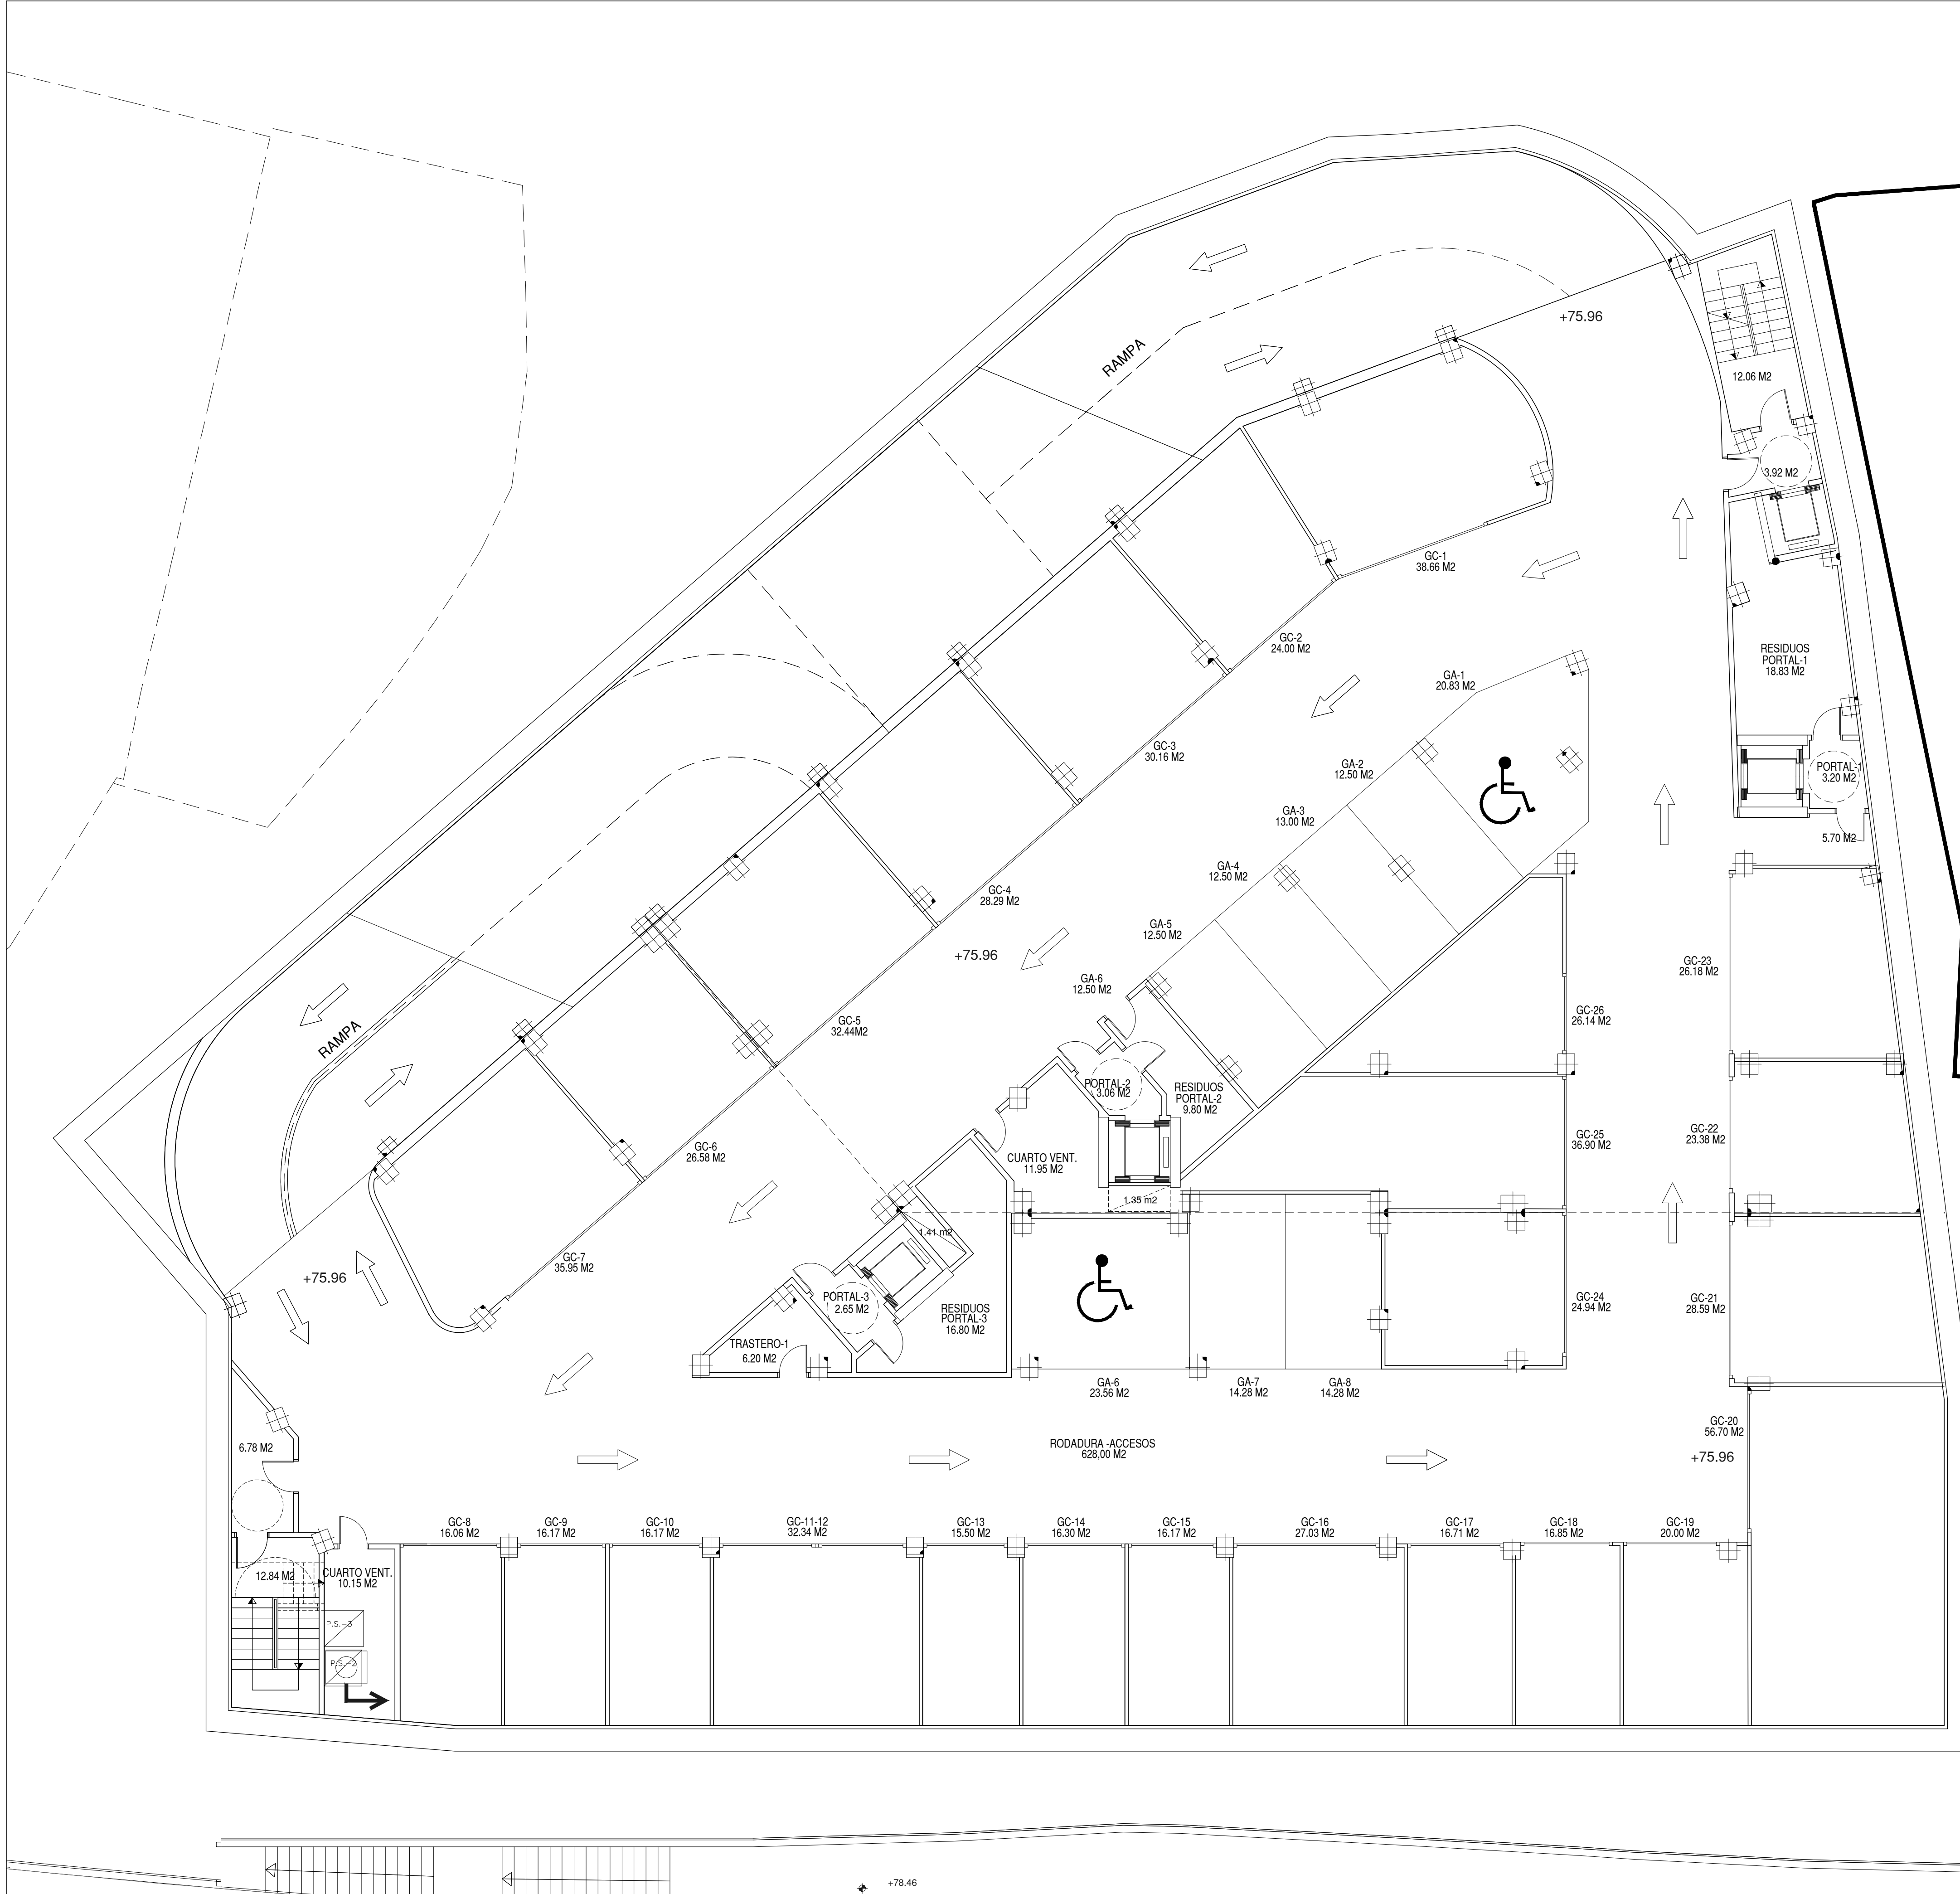 +75.96
RAMPA
12.06 M2
3.92 M2
GC-1
38.66 M2
GC-2
24.00 M2
RESIDUOS
PORTAL-1
18.83 M2
GA-1
20.83 M2
GC-3
30.16 M2
GA-2
12.50 M2
PORTAL-1
3.20 M2
GA-3
13.00 M2
5.70 M2
GA-4
12.50 M2
GC-4
28.29 M2
GA-5
12.50 M2
+75.96
GC-23
26.18 M2
GA-6
12.50 M2
GC-26
26.14 M2
GC-5
32.44M2
RAMPA
PORTAL-2
3.06 M2
RESIDUOS
PORTAL-2
9.80 M2
GC-22
23.38 M2
GC-25
36.90 M2
GC-6
26.58 M2
CUARTO VENT.
11.95 M2
1.35 m2
1.41 m2
GC-7
35.95 M2
+75.96
PORTAL-3
2.65 M2
RESIDUOS
PORTAL-3
16.80 M2
GC-24
24.94 M2
GC-21
28.59 M2
TRASTERO-1
6.20 M2
GA-6
23.56 M2
GA-7
14.28 M2
GA-8
14.28 M2
GC-20
56.70 M2
6.78 M2
RODADURA -ACCESOS
628,00 M2
+75.96
GC-8
16.06 M2
GC-9
16.17 M2
GC-10
16.17 M2
GC-11-12
32.34 M2
GC-13
15.50 M2
GC-14
16.30 M2
GC-15
16.17 M2
GC-16
27.03 M2
GC-17
16.71 M2
GC-18
16.85 M2
GC-19
20.00 M2
12.84 M2
CUARTO VENT.
10.15 M2
P.S.-3
P.S.-2
+78.46